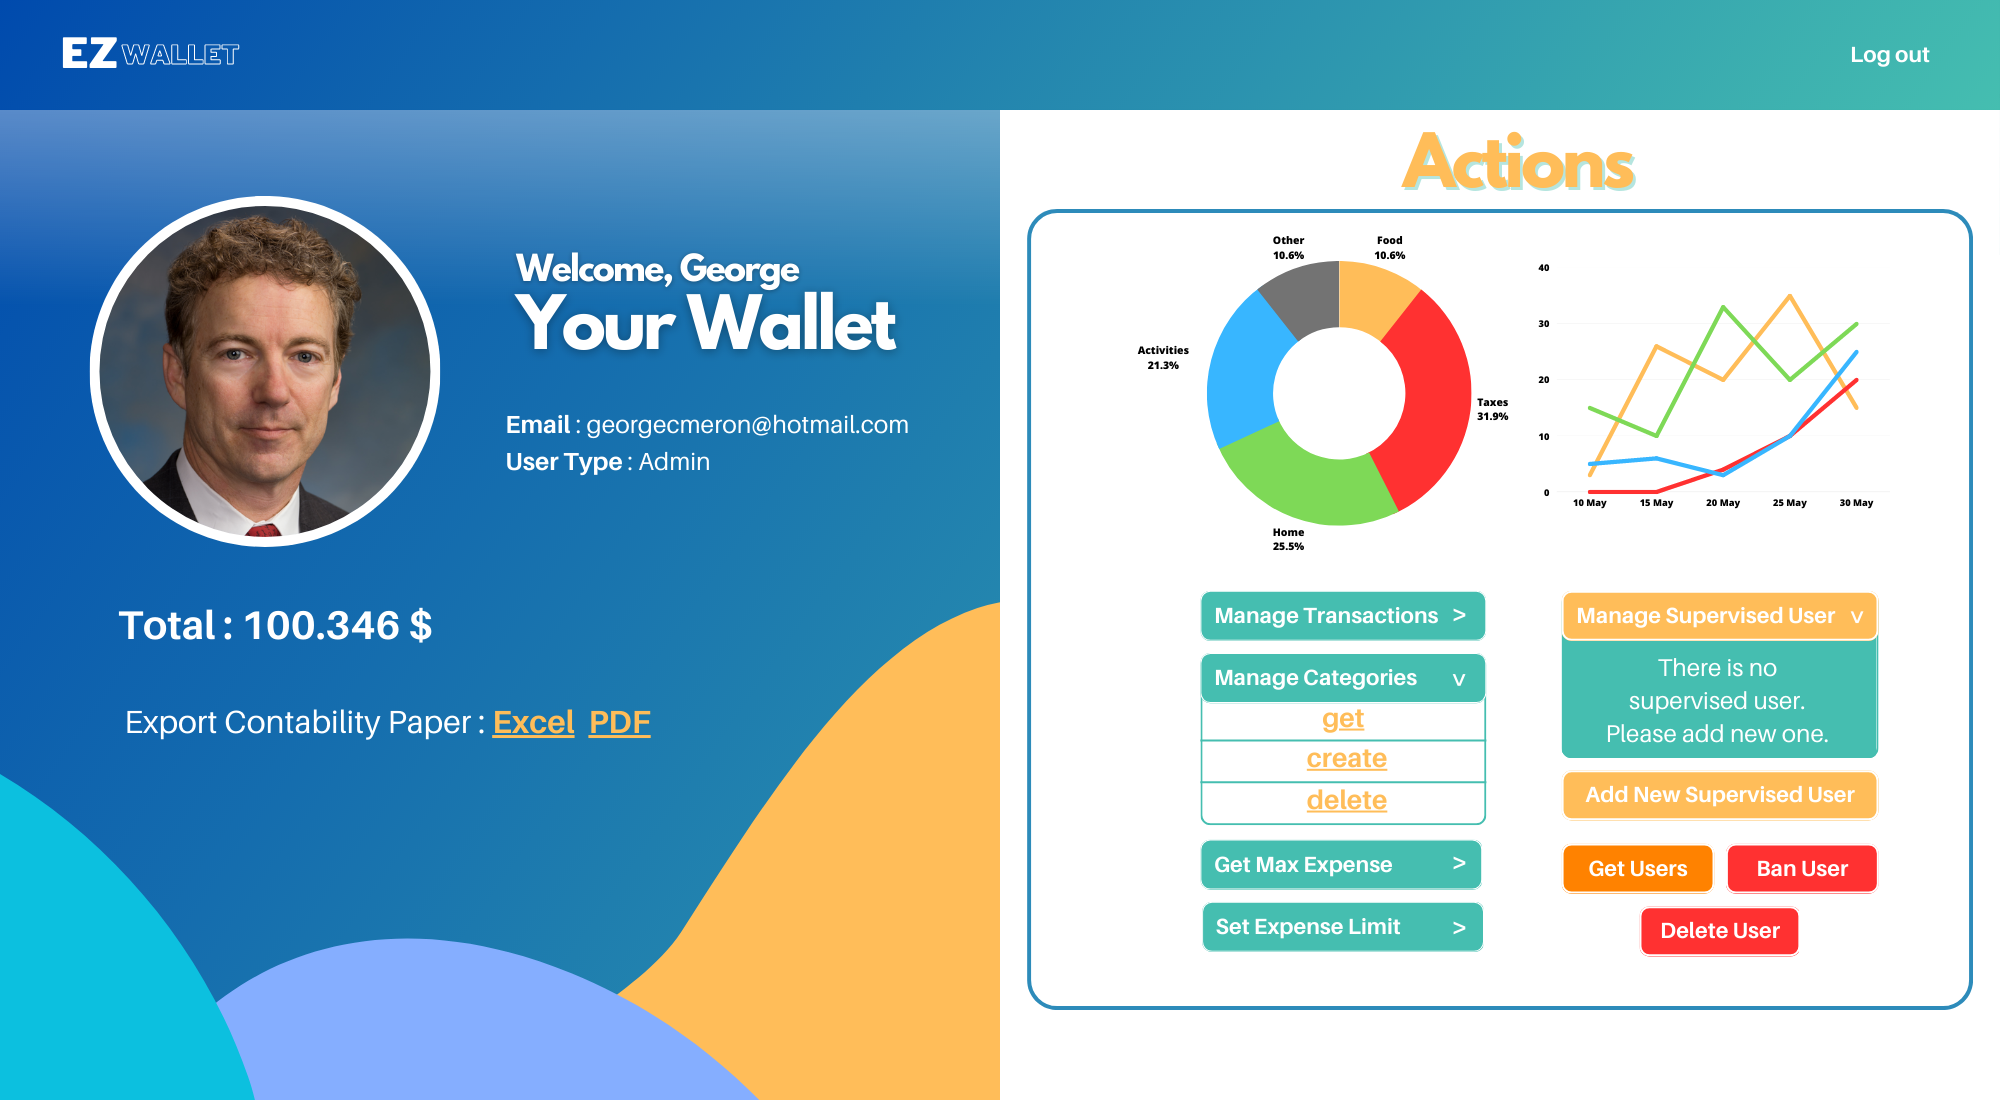 EZ WALLET
Log out
Welcome, George
Your Wallet
Email : georgecmeron@hotmail.com
User Type : Admin
Total : 100.346 $
Export Contability Paper : Excel PDF
Actions
Other
10.6%
Food
10.6%
Activities
21.3%
Taxes
31.9%
Home
25.5%
40
30
20
10
0
10 May 15 May 20 May 25 May 30 May
Manage Transactions >
Manage Categories v
get
create
delete
Get Max Expense >
Set Expense Limit >
Manage Supervised User v
There is no
supervised user.
Please add new one.
Add New Supervised User
Get Users
Ban User
Delete User